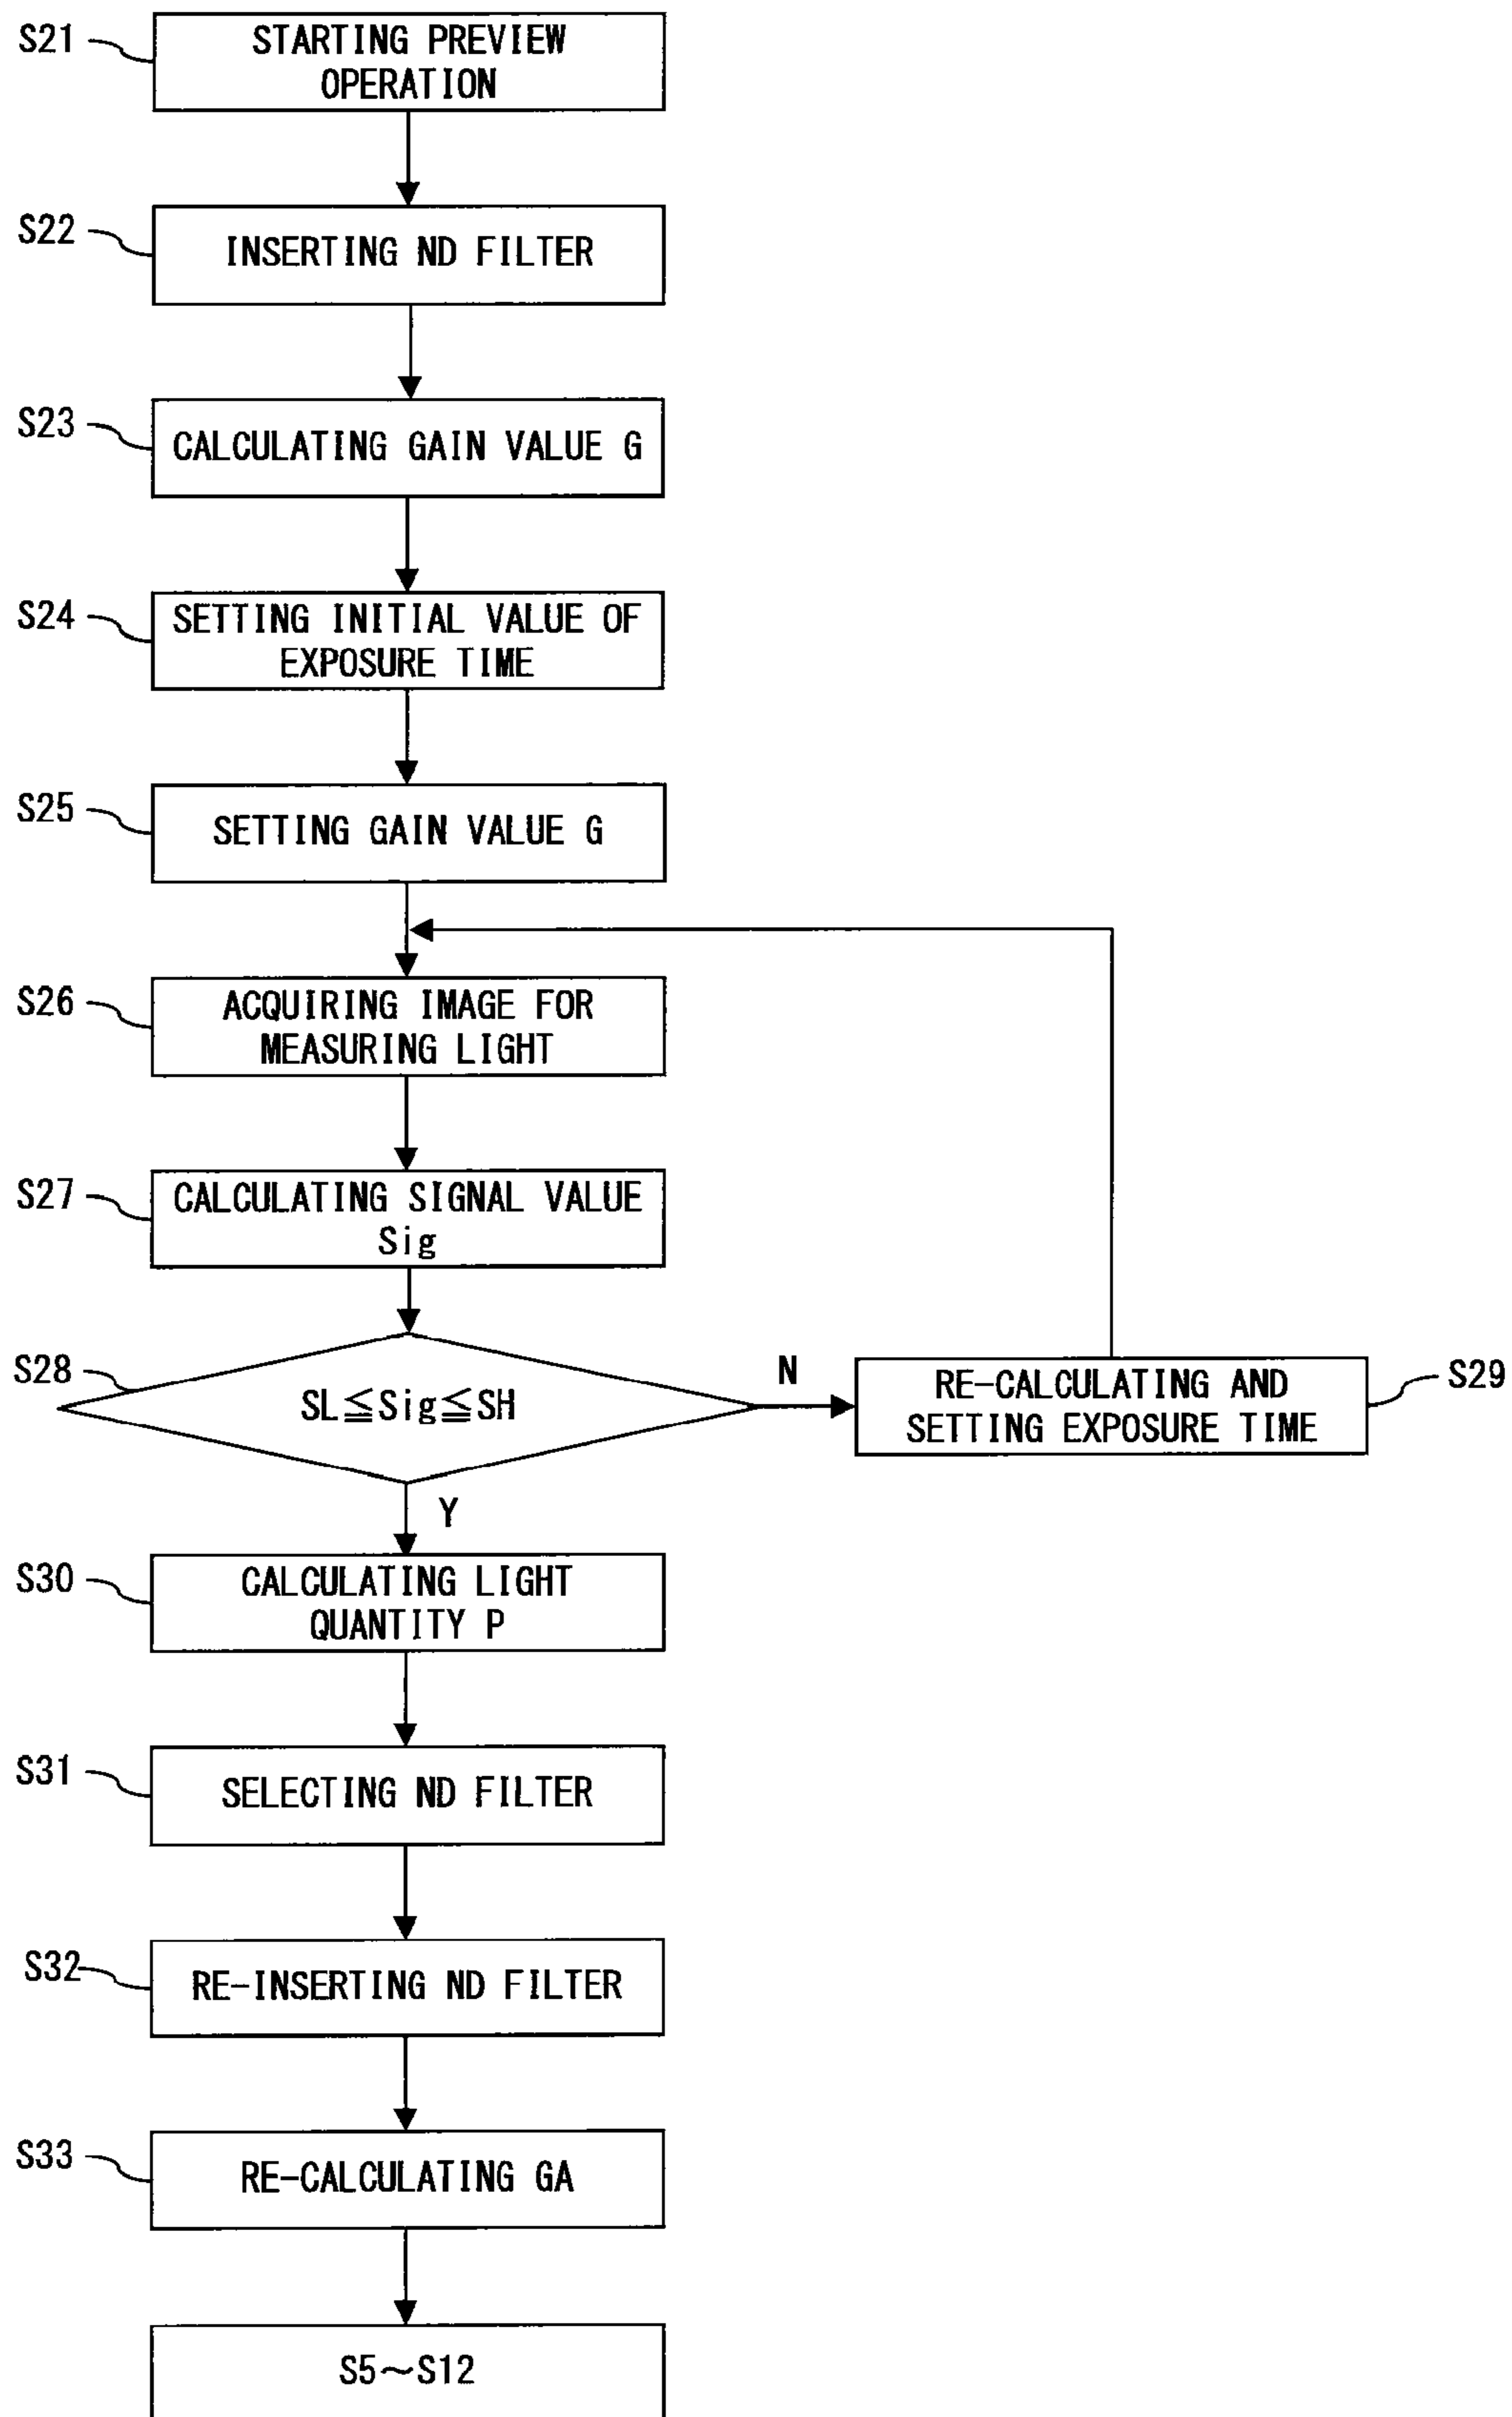 S21
STARTING PREVIEW
OPERATION
S22
INSERTING ND FILTER
S23
CALCULATING GAIN VALUE G
S24
SETTING INITIAL VALUE OF
EXPOSURE TIME
S25
SETTING GAIN VALUE G
S26
ACQUIRING IMAGE FOR
MEASURING LIGHT
S27
CALCULATING SIGNAL VALUE
Sig
S28
SL≦Sig≦SH
N
RE-CALCULATING AND
SETTING EXPOSURE TIME
S29
Y
S30
CALCULATING LIGHT
QUANTITY P
S31
SELECTING ND FILTER
S32
RE-INSERTING ND FILTER
S33
RE-CALCULATING GA
S5～S12